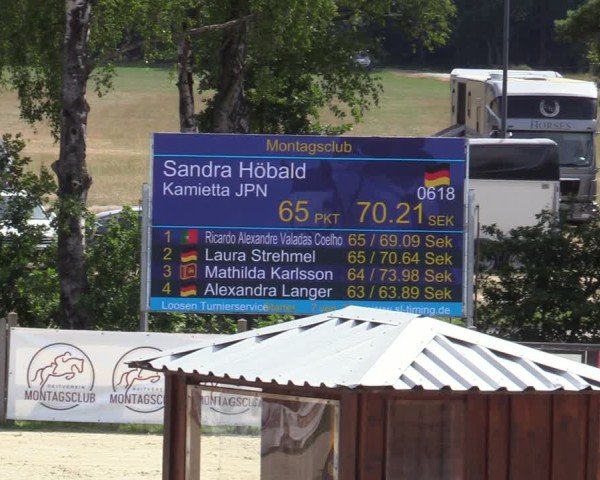 Montagsclub
Sandra Höbald
Kamietta JPN
0618
65 PKT 70.21 SEK
1 Ricardo Alexandre Valadas Coelho 65 / 69.09 Sek
2 Laura Strehmel 65 / 70.64 Sek
3 Mathilda Karlsson 64 / 73.98 Sek
4 Alexandra Langer 63 / 63.89 Sek
Loosen Turnierservice www.sf-timing.de
HORSES
REITVEREIN
MONTAGSCLUB
MONTAGSCLUB
MONTAGSCLUB